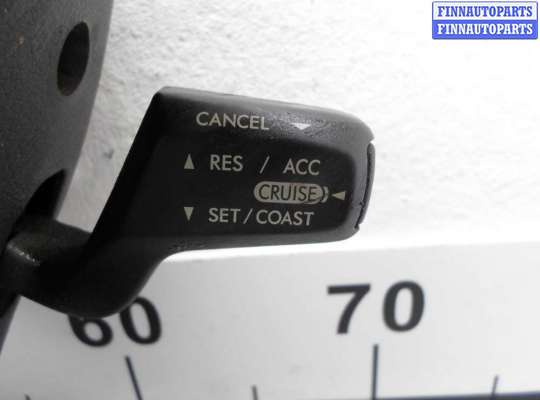 FINNAUTOPARTS
FINNAUTOPARTS
CANCEL
RES / ACC
CRUISE
SET / COAST
60 70